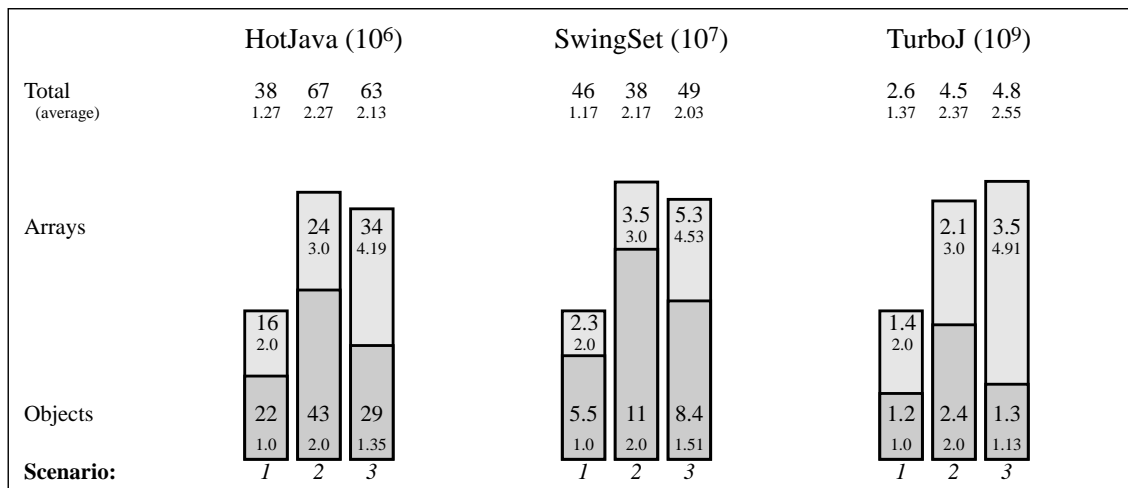 HotJava (10⁶) SwingSet (10⁷) TurboJ (10⁹)
Total 38 67 63 46 38 49 2.6 4.5 4.8
(average) 1.27 2.27 2.13 1.17 2.17 2.03 1.37 2.37 2.55
Arrays 24 34 3.5 5.3 2.1 3.5
3.0 4.19 3.0 4.53 3.0 4.91
16 2.3 1.4
2.0 2.0 2.0
Objects 22 43 29 5.5 11 8.4 1.2 2.4 1.3
1.0 2.0 1.35 1.0 2.0 1.51 1.0 2.0 1.13
Scenario: 1 2 3 1 2 3 1 2 3